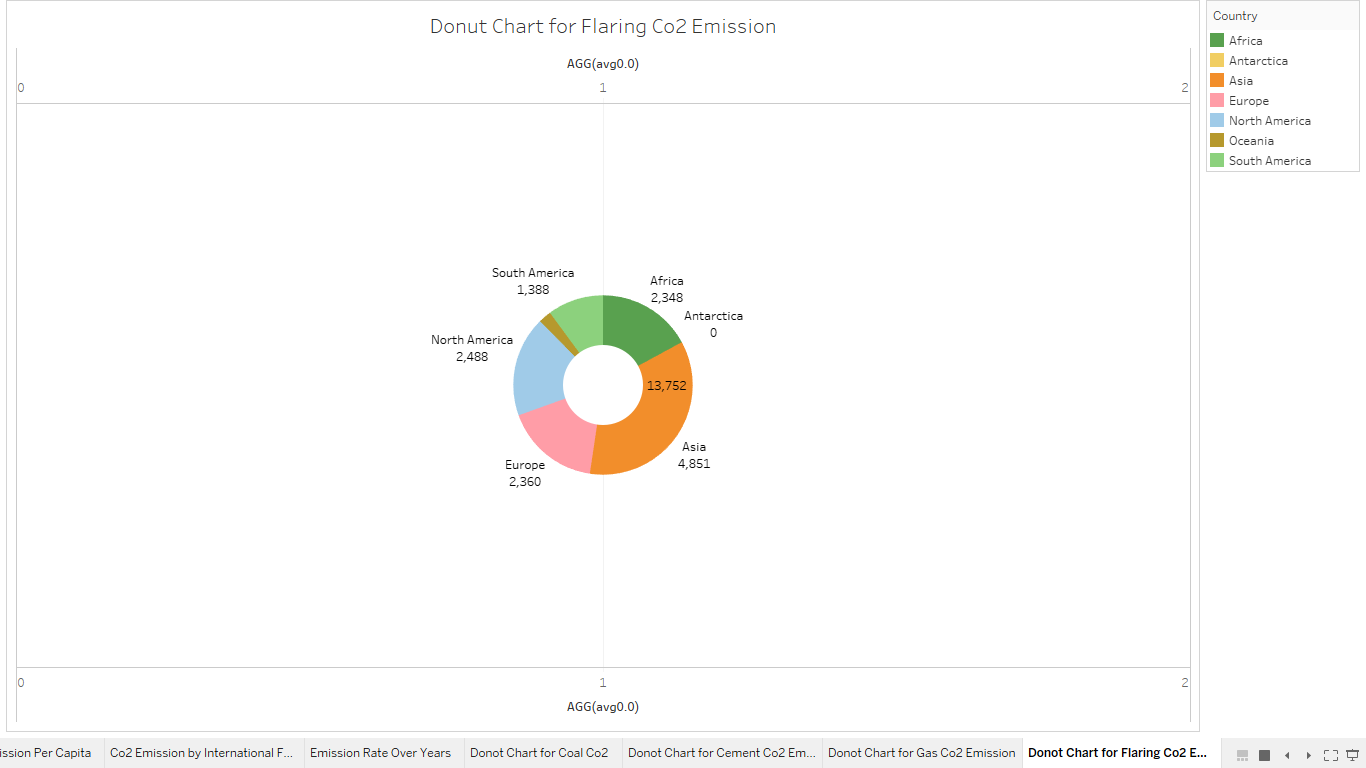 Donut Chart for Flaring Co2 Emission
AGG(avg0.0)
0 1 2
South America
1,388
Africa
2,348
Antarctica
0
North America
2,488
13,752
Asia
4,851
Europe
2,360
0 1 2
AGG(avg0.0)
Country
Africa
Antarctica
Asia
Europe
North America
Oceania
South America
ission Per Capita
Co2 Emission by International F...
Emission Rate Over Years
Donot Chart for Coal Co2
Donot Chart for Cement Co2 Em...
Donot Chart for Gas Co2 Emission
Donot Chart for Flaring Co2 E...